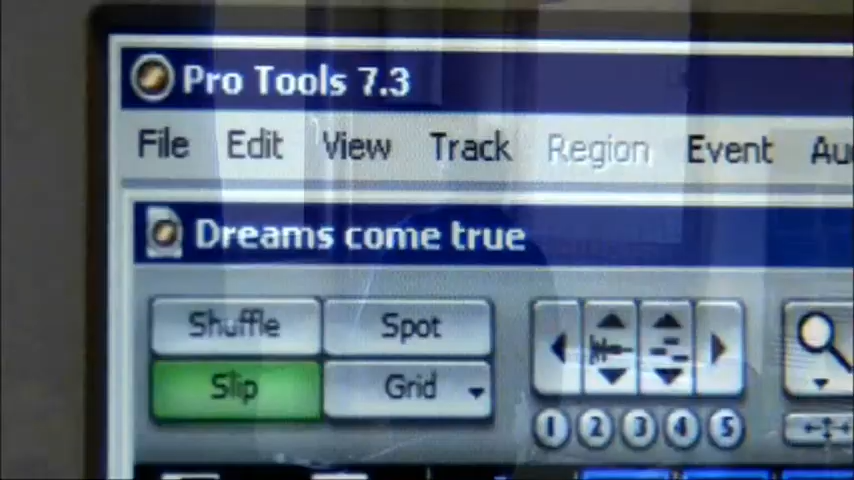 Pro Tools 7.3
File Edit View Track Region Event Au
Dreams come true
Shuffle Spot
Slip Grid
1 2 3 4 5